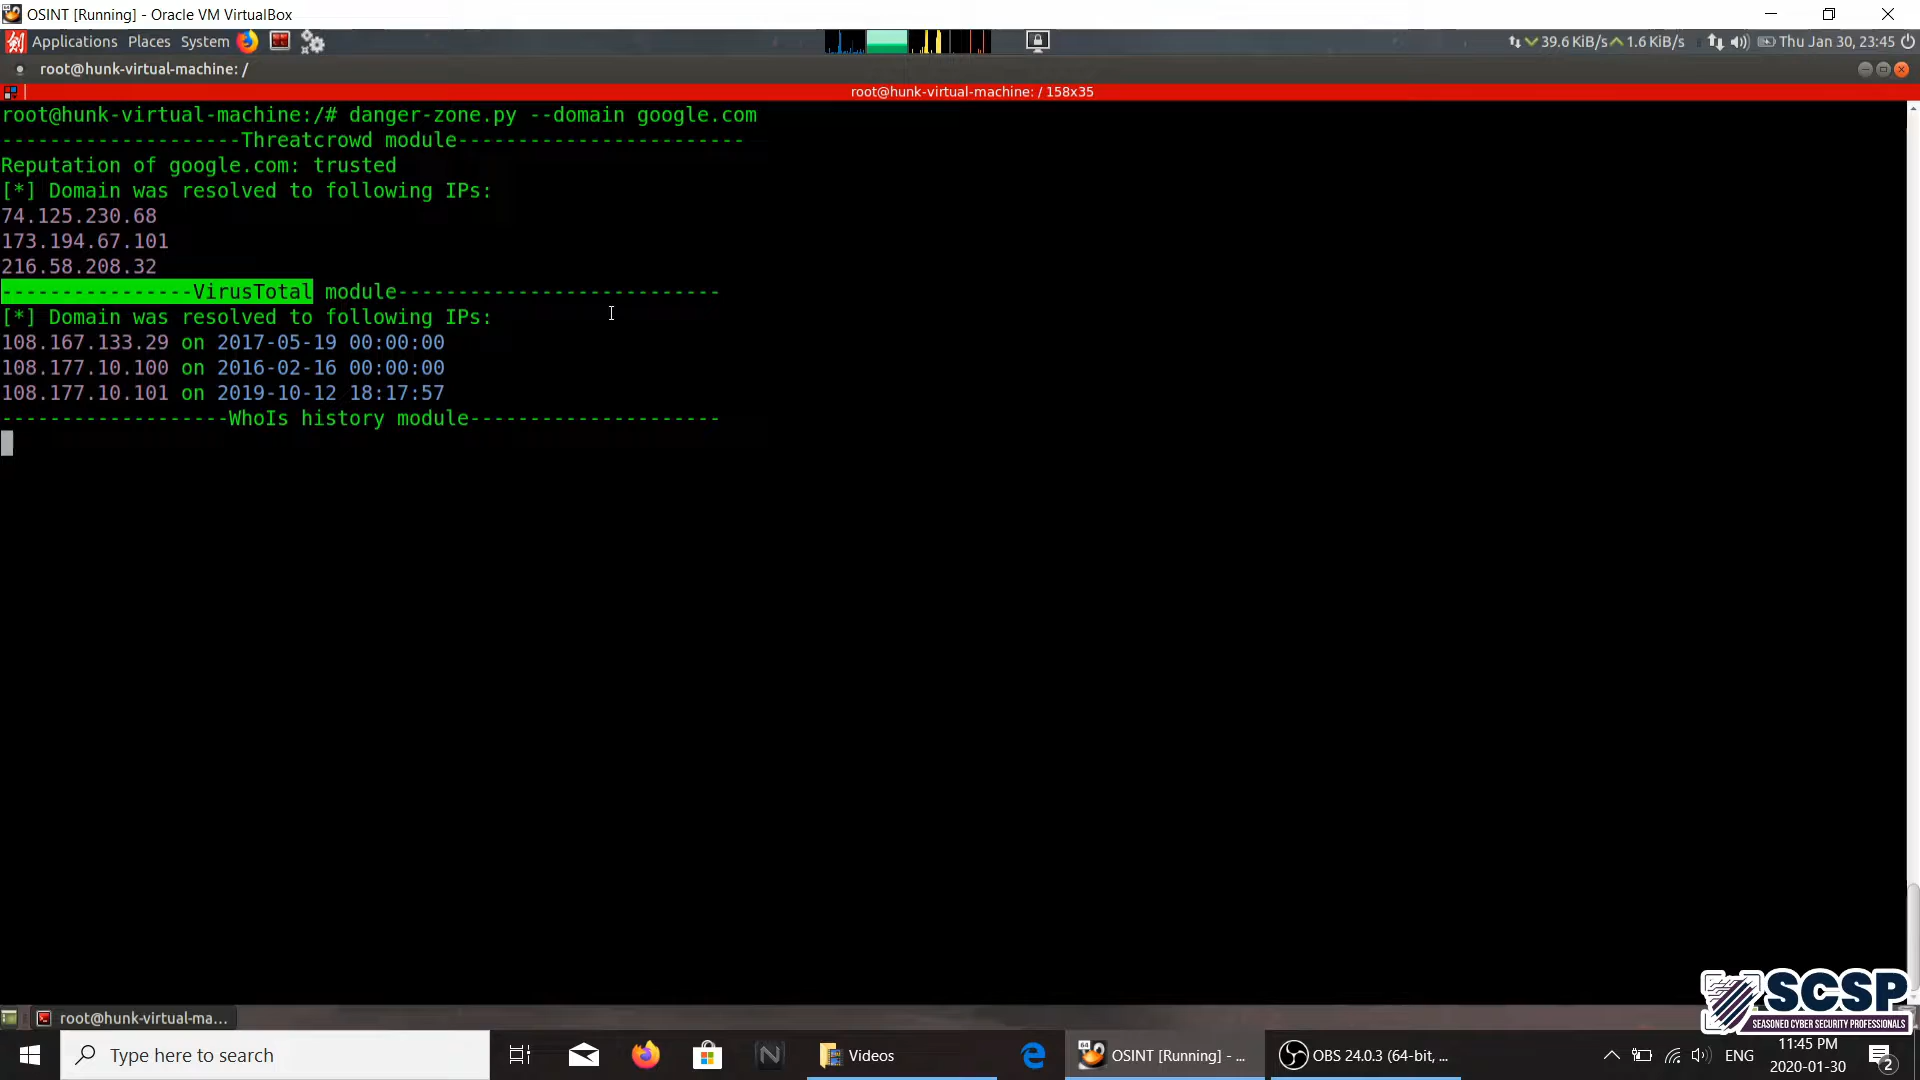 OSINT [Running] - Oracle VM VirtualBox
Applications Places System
39.6 KiB/s 1.6 KiB/s Thu Jan 30, 23:45
root@hunk-virtual-machine: /
root@hunk-virtual-machine: / 158x35
root@hunk-virtual-machine:/# danger-zone.py --domain google.com
--------------------Threatcrowd module------------------------
Reputation of google.com: trusted
[*] Domain was resolved to following IPs:
74.125.230.68
173.194.67.101
216.58.208.32
----------------VirusTotal module---------------------------
[*] Domain was resolved to following IPs:
108.167.133.29 on 2017-05-19 00:00:00
108.177.10.100 on 2016-02-16 00:00:00
108.177.10.101 on 2019-10-12 18:17:57
-------------------WhoIs history module---------------------
SCSP
SEASONED CYBER SECURITY PROFESSIONALS
root@hunk-virtual-ma...
Type here to search
Videos
OSINT [Running] - ...
OBS 24.0.3 (64-bit, ...
ENG
11:45 PM
2020-01-30
2